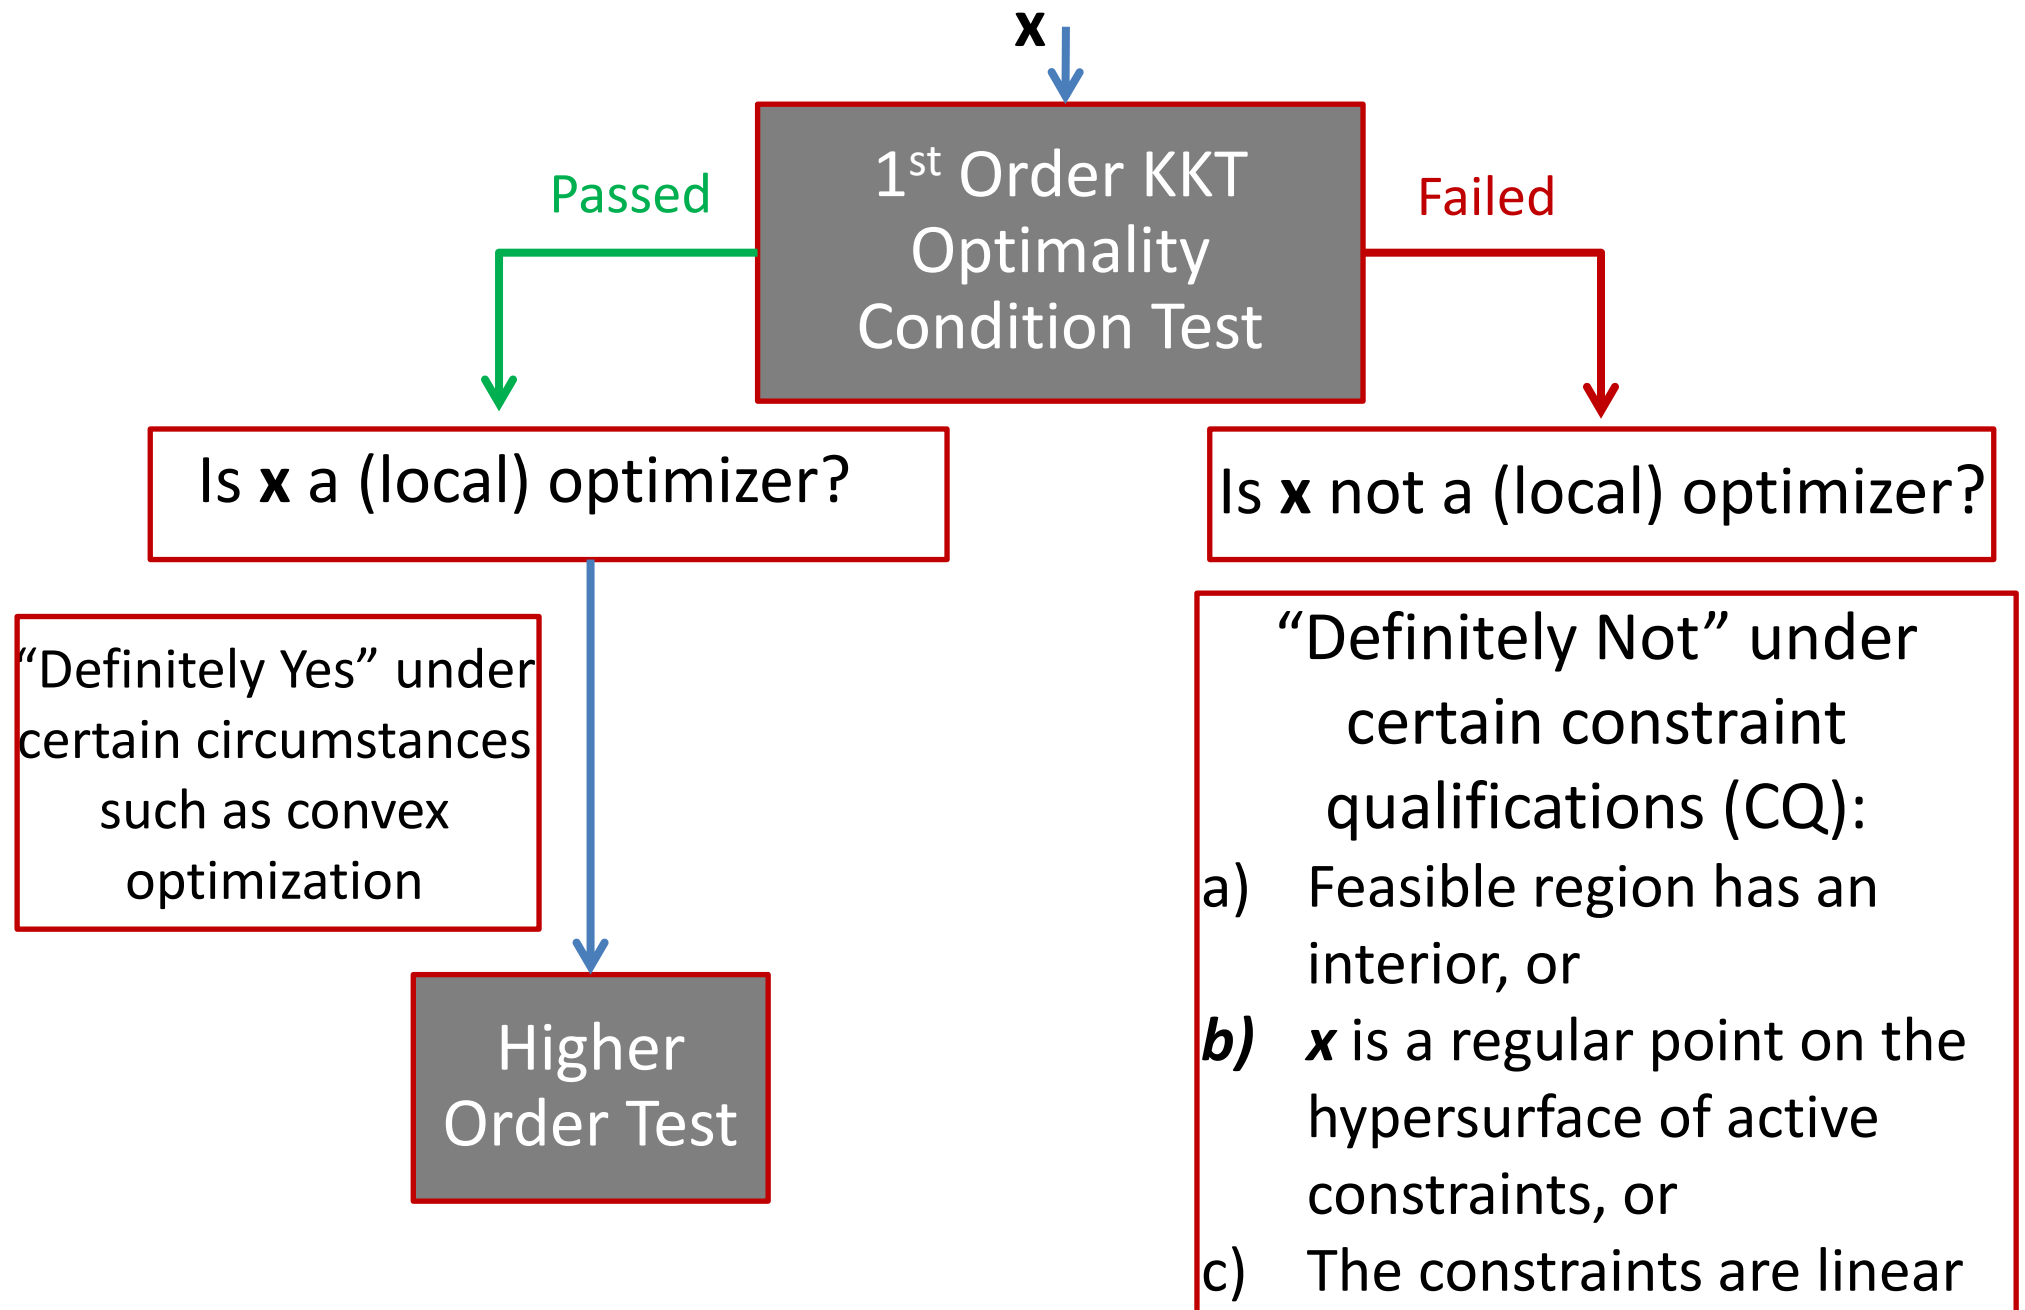 x
1st Order KKT
Optimality
Condition Test
Passed
Failed
Is x a (local) optimizer?
Is x not a (local) optimizer?
“Definitely Yes” under
certain circumstances
such as convex
optimization
Higher
Order Test
“Definitely Not” under
certain constraint
qualifications (CQ):
a) Feasible region has an
interior, or
b) x is a regular point on the
hypersurface of active
constraints, or
c) The constraints are linear